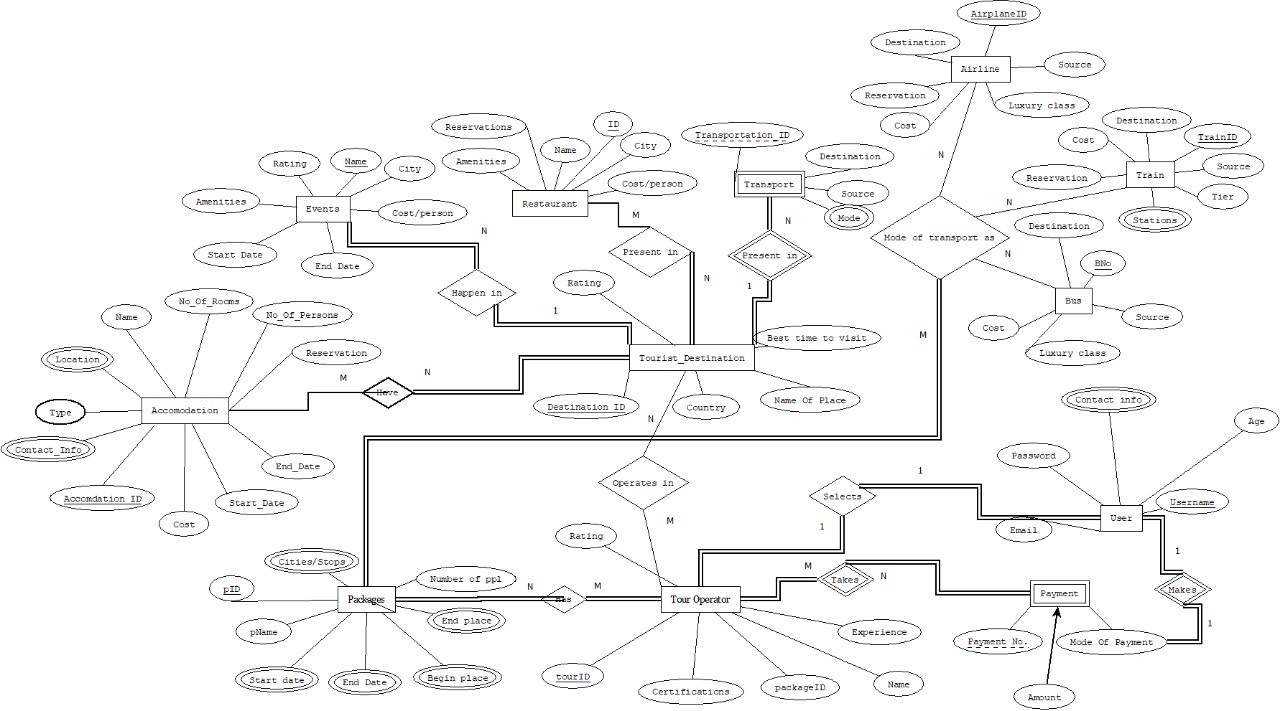 AirplaneID
Destination
Airline
Source
Reservation
Luxury class
Cost
Destination
ID
Reservations
Transportation_ID
TrainID
Cost
Name
City
Rating
Name
Amenities
Destination
N
Source
City
Reservation
Train
Cost/person
Transport
Source
Tier
Amenities
Restaurant
N
Events
Cost/person
M
N
Mode
Stations
Destination
N
Mode of transport as
Start Date
Present in
Present in
N
End Date
BNo
N
Rating
1
Happen in
No_Of_Rooms
Bus
Name
No_Of_Persons
1
Source
Cost
M
Best time to visit
Reservation
Luxury class
Location
Tourist_Destination
M
N
Have
Contact info
Name Of Place
Destination ID
Country
Type
Accomodation
N
Age
Contact_Info
Password
End_Date
1
Operates in
Accomdation ID
Selects
Start_Date
Username
Cost
M
User
1
Email
Rating
1
Cities/Stops
M
Number of ppl
N
Takes
N
M
pID
Makes
Packages
Has
Tour Operator
Payment
End place
1
pName
Experience
Payment No.
Mode Of Payment
tourID
Begin place
Start date
End Date
Name
packageID
Certifications
Amount